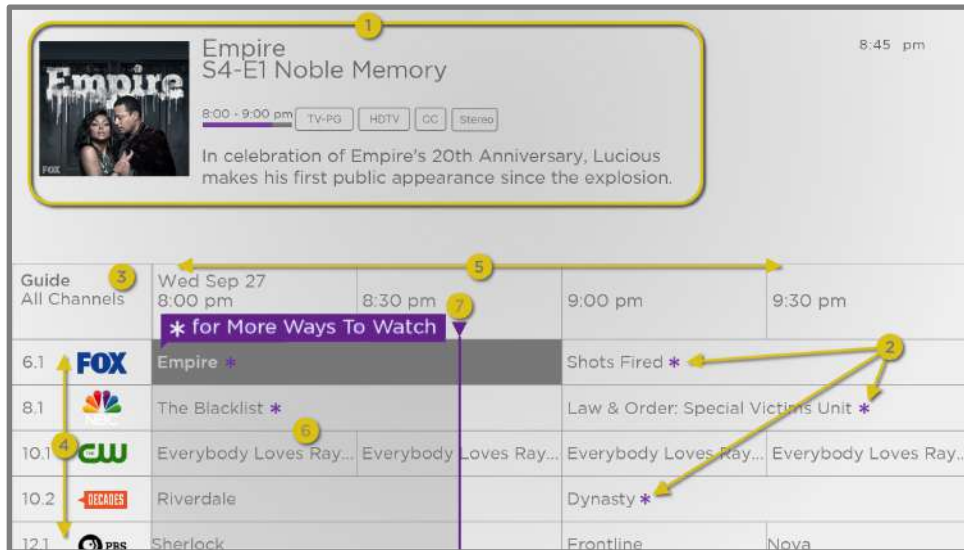 1
Empire
S4-E1 Noble Memory
8:45 pm
Empire
FOX
8:00 - 9:00 pm TV-PG HDTV CC Stereo
In celebration of Empire's 20th Anniversary, Lucious
makes his first public appearance since the explosion.
5
Guide 3
All Channels
Wed Sep 27
8:00 pm 8:30 pm 7 9:00 pm 9:30 pm
* for More Ways To Watch
2
6.1 FOX Empire * Shots Fired *
8.1 NBC The Blacklist * Law & Order: Special Victims Unit *
6
10.1 4 CW Everybody Loves Ray... Everybody Loves Ray... Everybody Loves Ray... Everybody Loves Ray...
10.2 DECADES Riverdale Dynasty *
12.1 PBS Sherlock Frontline Nova